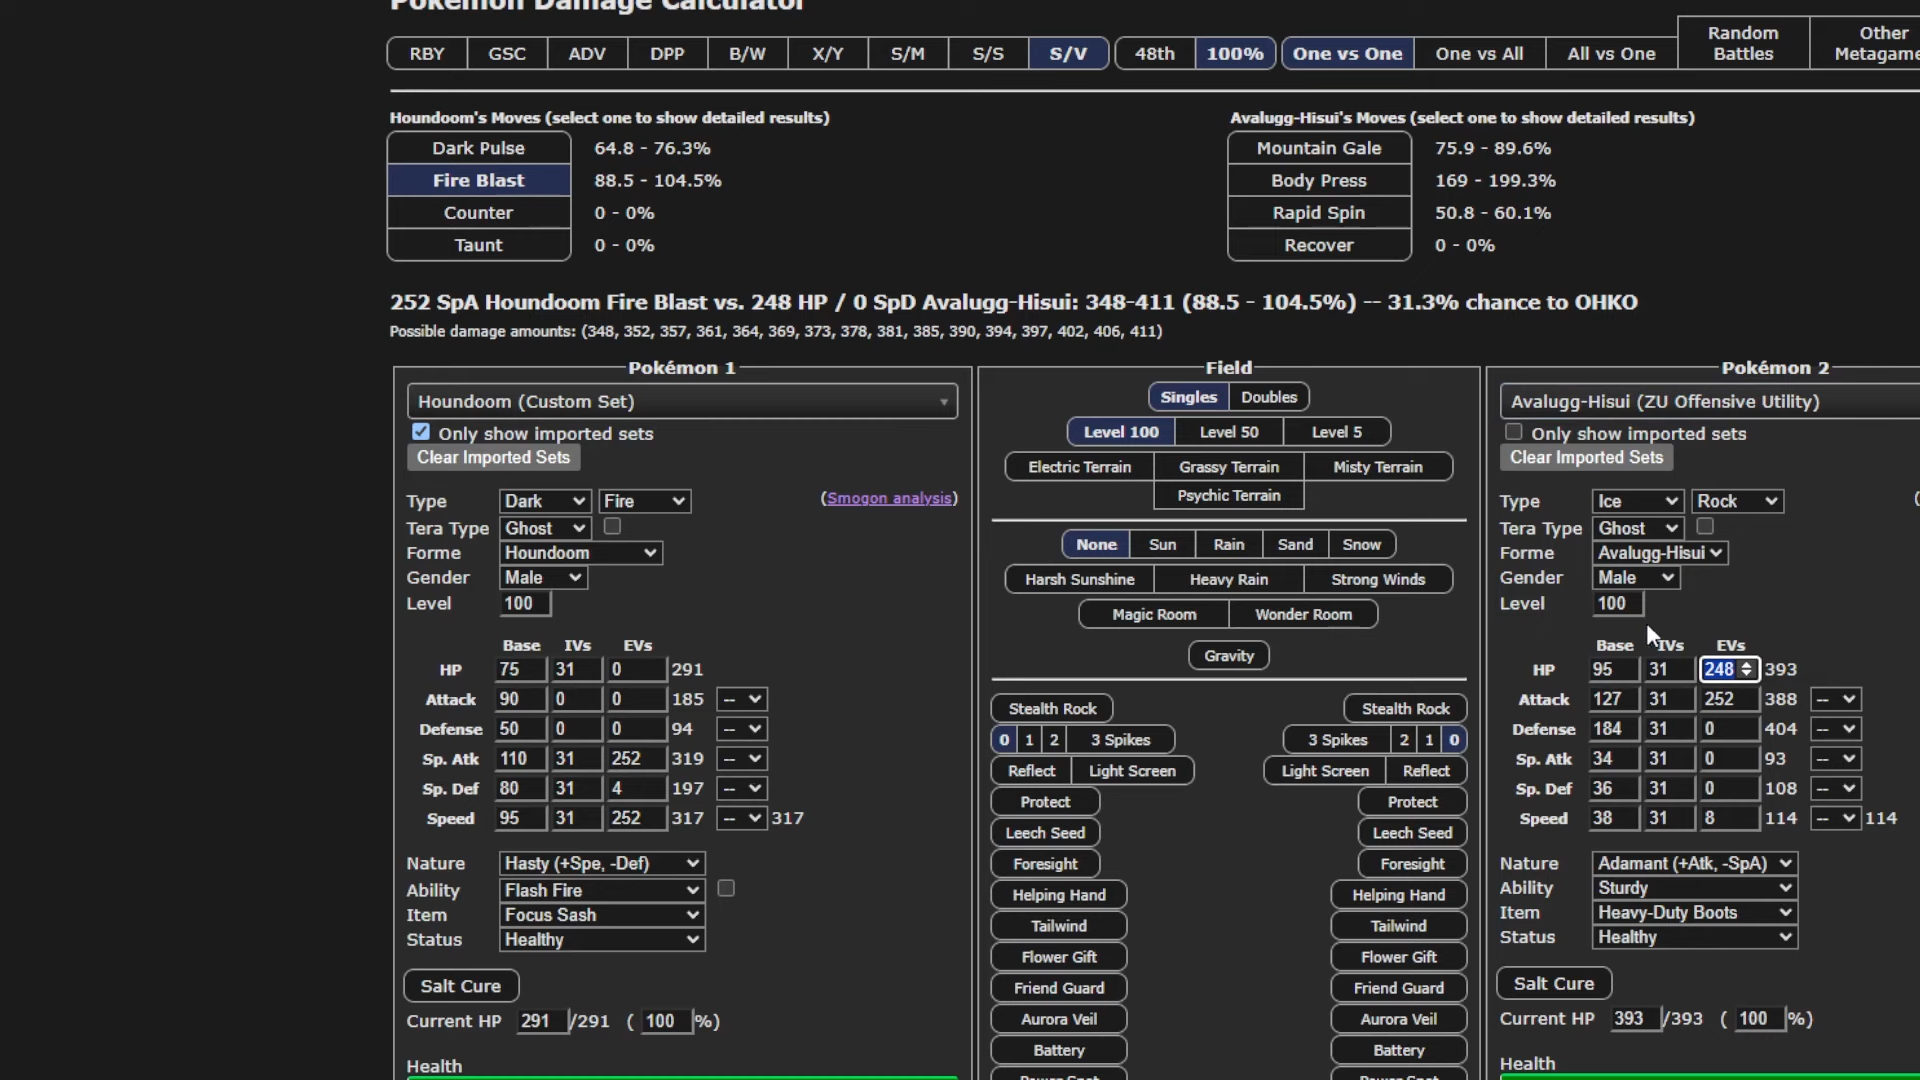 Pokémon Damage Calculator
RBY GSC ADV DPP B/W X/Y S/M S/S S/V 48th 100% One vs One One vs All All vs One Random Battles Other Metagame
Houndoom's Moves (select one to show detailed results)
Dark Pulse 64.8 - 76.3%
Fire Blast 88.5 - 104.5%
Counter 0 - 0%
Taunt 0 - 0%
Avalugg-Hisui's Moves (select one to show detailed results)
Mountain Gale 75.9 - 89.6%
Body Press 169 - 199.3%
Rapid Spin 50.8 - 60.1%
Recover 0 - 0%
252 SpA Houndoom Fire Blast vs. 248 HP / 0 SpD Avalugg-Hisui: 348-411 (88.5 - 104.5%) -- 31.3% chance to OHKO
Possible damage amounts: (348, 352, 357, 361, 364, 369, 373, 378, 381, 385, 390, 394, 397, 402, 406, 411)
Pokémon 1
Houndoom (Custom Set)
Only show imported sets
Clear Imported Sets
Type Dark Fire (Smogon analysis)
Tera Type Ghost
Forme Houndoom
Gender Male
Level 100
Base IVs EVs
HP 75 31 0 291
Attack 90 0 0 185 --
Defense 50 0 0 94 --
Sp. Atk 110 31 252 319 --
Sp. Def 80 31 4 197 --
Speed 95 31 252 317 -- 317
Nature Hasty (+Spe, -Def)
Ability Flash Fire
Item Focus Sash
Status Healthy
Salt Cure
Current HP 291/291 ( 100 %)
Health
Field
Singles Doubles
Level 100 Level 50 Level 5
Electric Terrain Grassy Terrain Misty Terrain
Psychic Terrain
None Sun Rain Sand Snow
Harsh Sunshine Heavy Rain Strong Winds
Magic Room Wonder Room
Gravity
Stealth Rock Stealth Rock
0 1 2 3 Spikes 3 Spikes 2 1 0
Reflect Light Screen Light Screen Reflect
Protect Protect
Leech Seed Leech Seed
Foresight Foresight
Helping Hand Helping Hand
Tailwind Tailwind
Flower Gift Flower Gift
Friend Guard Friend Guard
Aurora Veil Aurora Veil
Battery Battery
Power Spot Power Spot
Pokémon 2
Avalugg-Hisui (ZU Offensive Utility)
Only show imported sets
Clear Imported Sets
Type Ice Rock (
Tera Type Ghost
Forme Avalugg-Hisui
Gender Male
Level 100
Base IVs EVs
HP 95 31 248 393
Attack 127 31 252 388 --
Defense 184 31 0 404 --
Sp. Atk 34 31 0 93 --
Sp. Def 36 31 0 108 --
Speed 38 31 8 114 -- 114
Nature Adamant (+Atk, -SpA)
Ability Sturdy
Item Heavy-Duty Boots
Status Healthy
Salt Cure
Current HP 393/393 ( 100 %)
Health